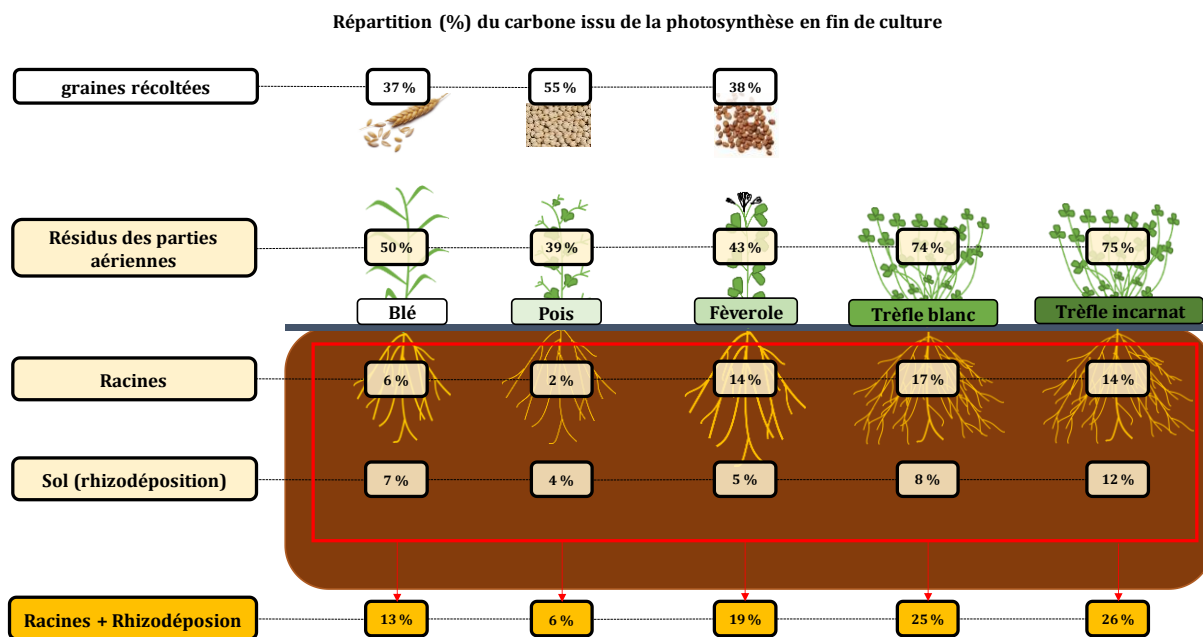 Répartition (%) du carbone issu de la photosynthèse en fin de culture
graines récoltées
37 %
55 %
38 %
Résidus des parties
aériennes
50 %
39 %
43 %
74 %
75 %
Blé
Pois
Fèverole
Trèfle blanc
Trèfle incarnat
Racines
6 %
2 %
14 %
17 %
14 %
Sol (rhizodéposition)
7 %
4 %
5 %
8 %
12 %
Racines + Rhizodéposion
13 %
6 %
19 %
25 %
26 %